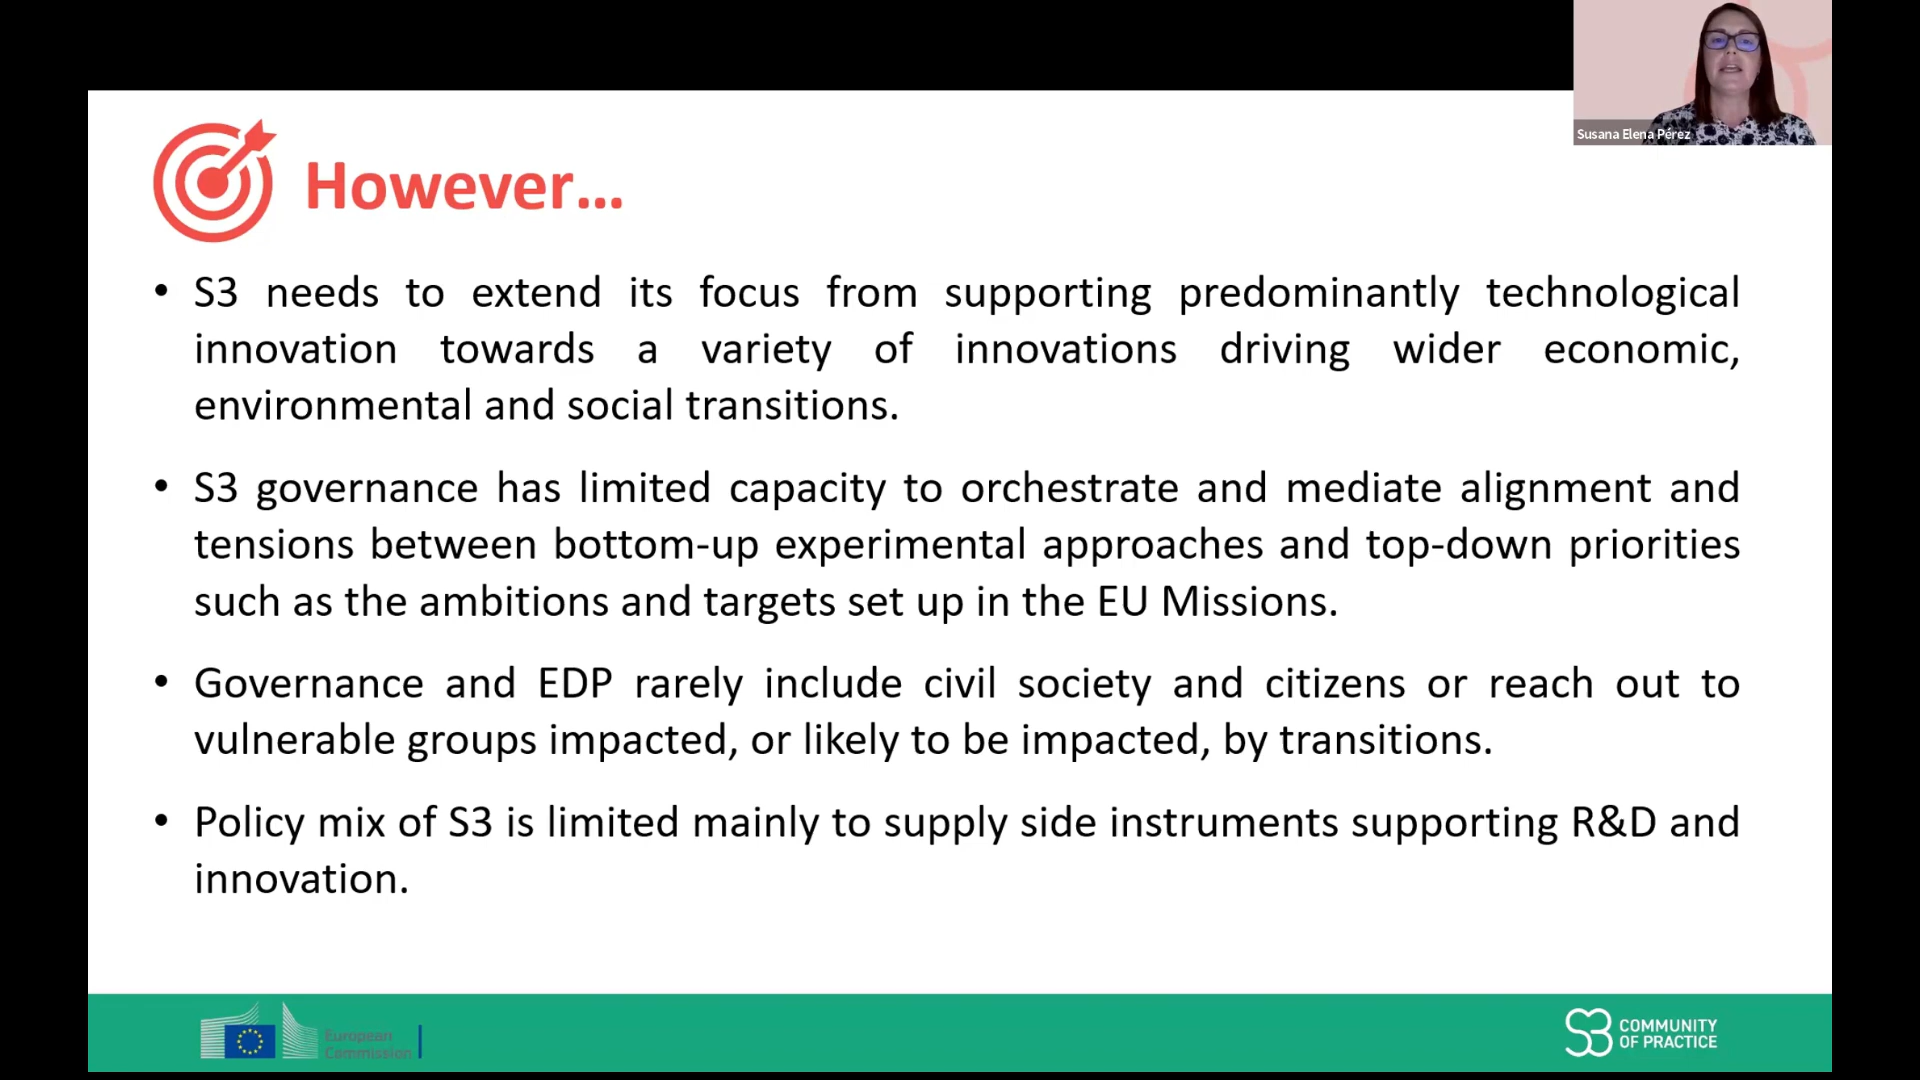 Susana Elena Pérez
However...
• S3 needs to extend its focus from supporting predominantly technological
innovation towards a variety of innovations driving wider economic,
environmental and social transitions.
• S3 governance has limited capacity to orchestrate and mediate alignment and
tensions between bottom-up experimental approaches and top-down priorities
such as the ambitions and targets set up in the EU Missions.
• Governance and EDP rarely include civil society and citizens or reach out to
vulnerable groups impacted, or likely to be impacted, by transitions.
• Policy mix of S3 is limited mainly to supply side instruments supporting R&D and
innovation.
European
Commission
S3 COMMUNITY
OF PRACTICE